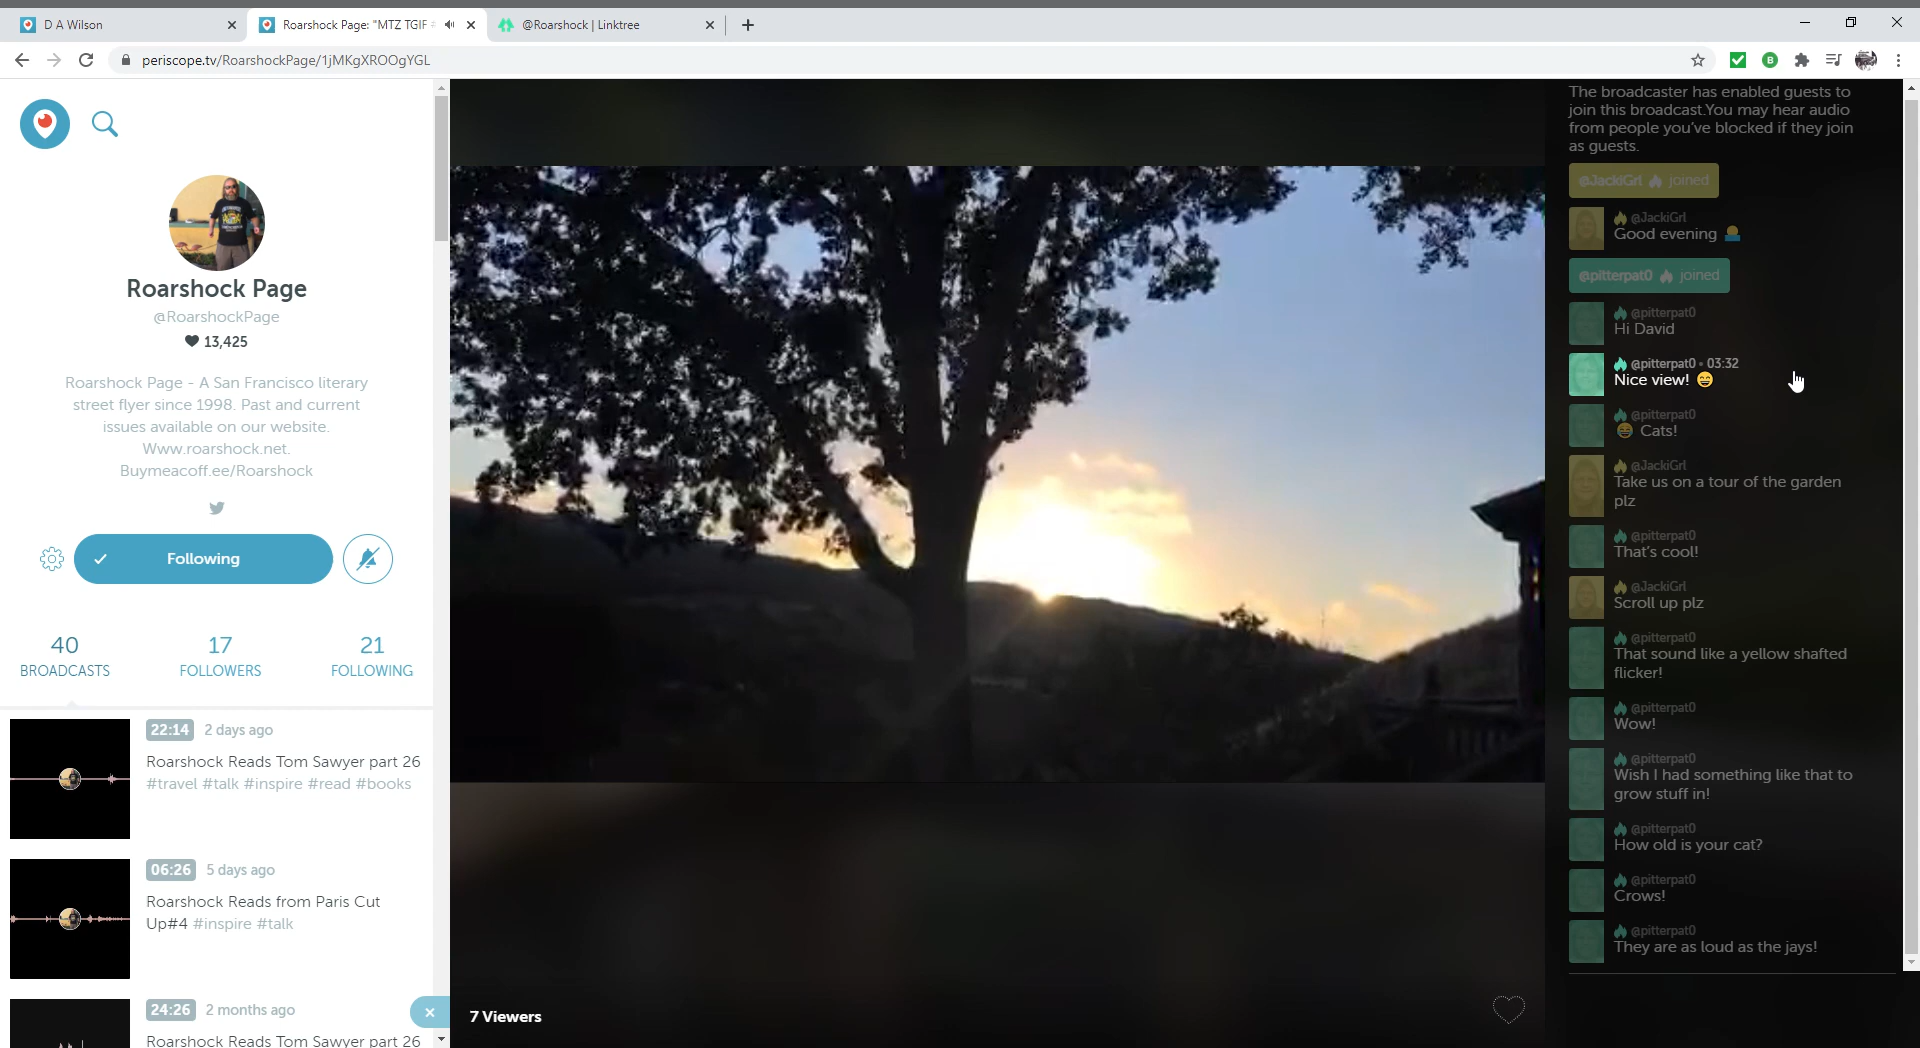 D A Wilson
Roarshock Page: "MTZ TGIF
@Roarshock | Linktree
periscope.tv/RoarshockPage/1jMKgXROOgYGL
B
Roarshock Page
@RoarshockPage
13,425
Roarshock Page - A San Francisco literary
street flyer since 1998. Past and current
issues available on our website.
Www.roarshock.net.
Buymeacoff.ee/Roarshock
Following
40
BROADCASTS
17
FOLLOWERS
21
FOLLOWING
22:14 2 days ago
Roarshock Reads Tom Sawyer part 26
#travel #talk #inspire #read #books
06:26 5 days ago
Roarshock Reads from Paris Cut
Up#4 #inspire #talk
24:26 2 months ago
Roarshock Reads Tom Sawyer part 26
7 Viewers
The broadcaster has enabled guests to
join this broadcast.You may hear audio
from people you've blocked if they join
as guests.
@JackiGrl joined
@JackiGrl
Good evening
@pitterpat0 joined
@pitterpat0
Hi David
@pitterpat0 • 03:32
Nice view! 😄
@pitterpat0
😄 Cats!
@JackiGrl
Take us on a tour of the garden
plz
@pitterpat0
That's cool!
@JackiGrl
Scroll up plz
@pitterpat0
That sound like a yellow shafted
flicker!
@pitterpat0
Wow!
@pitterpat0
Wish I had something like that to
grow stuff in!
@pitterpat0
How old is your cat?
@pitterpat0
Crows!
@pitterpat0
They are as loud as the jays!